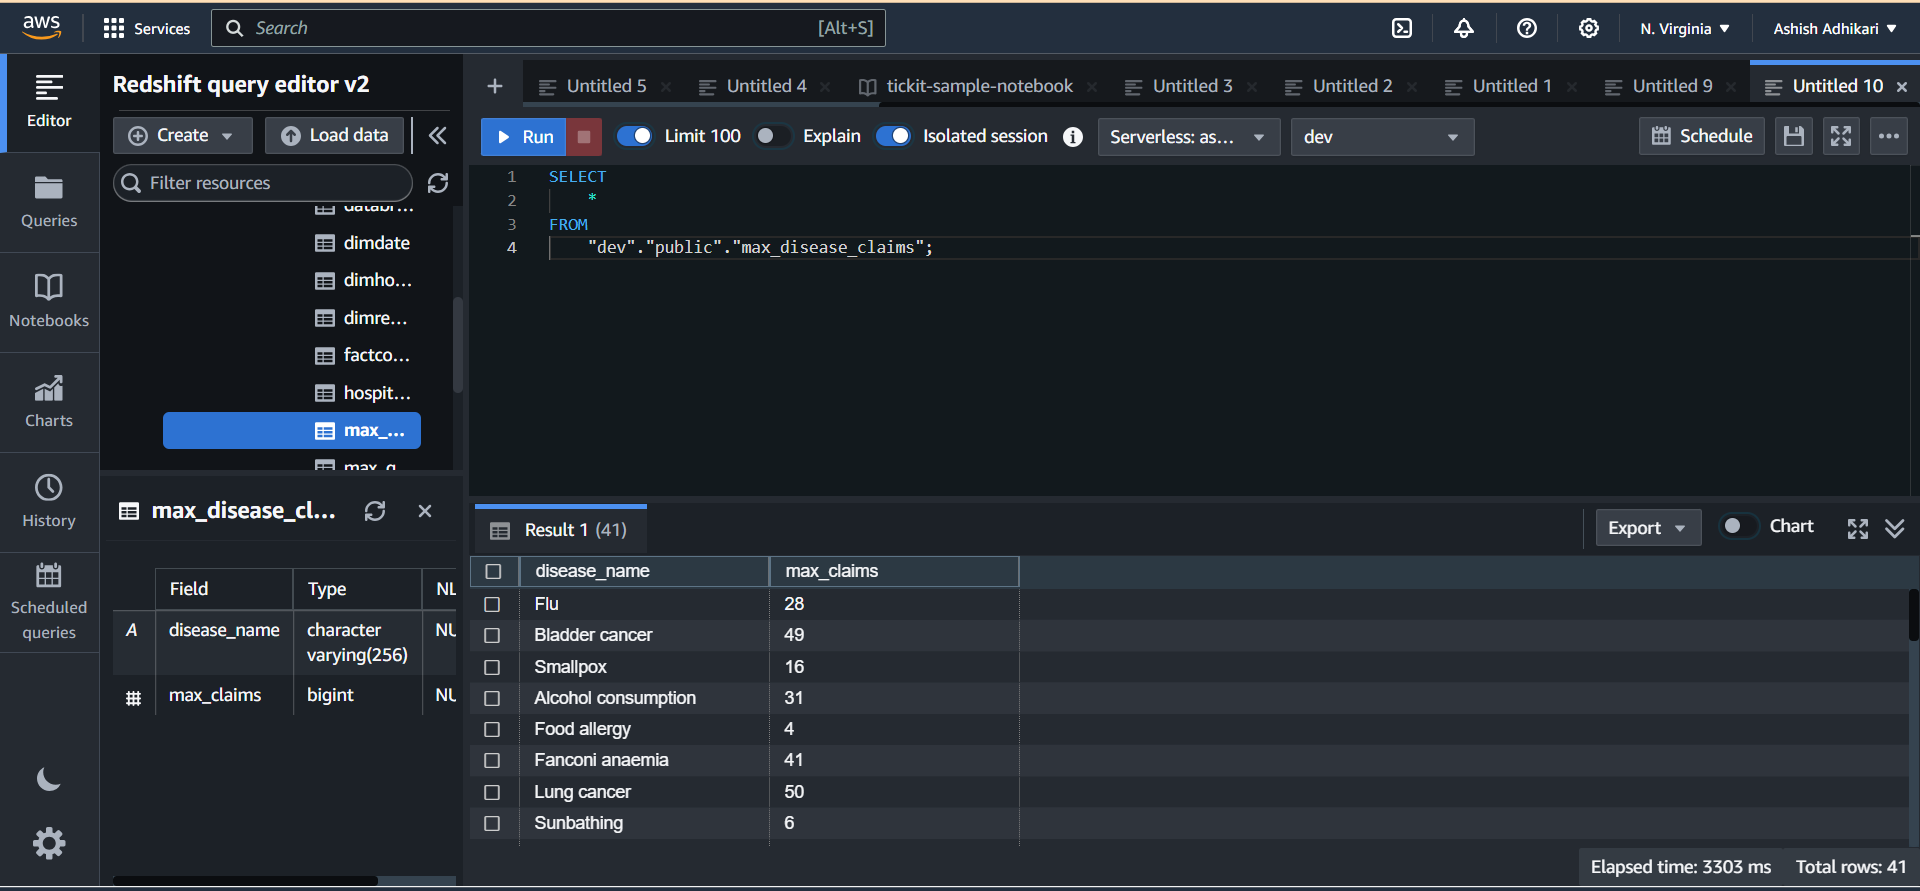 aws
Services
Search
[Alt+S]
N. Virginia
Ashish Adhikari
Editor
Queries
Notebooks
Charts
History
Scheduled
queries
Redshift query editor v2
Create
Load data
Filter resources
dimdate
dimho...
dimre...
factco...
hospit...
max_...
max_disease_cl...
Field Type
disease_name character
varying(256)
max_claims bigint
Untitled 5
Untitled 4
tickit-sample-notebook
Untitled 3
Untitled 2
Untitled 1
Untitled 9
Untitled 10
Run
Limit 100
Explain
Isolated session
Serverless: as...
dev
Schedule
1 SELECT
2 *
3 FROM
4 "dev"."public"."max_disease_claims";
Result 1 (41)
Export
Chart
disease_name max_claims
Flu 28
Bladder cancer 49
Smallpox 16
Alcohol consumption 31
Food allergy 4
Fanconi anaemia 41
Lung cancer 50
Sunbathing 6
Elapsed time: 3303 ms Total rows: 41